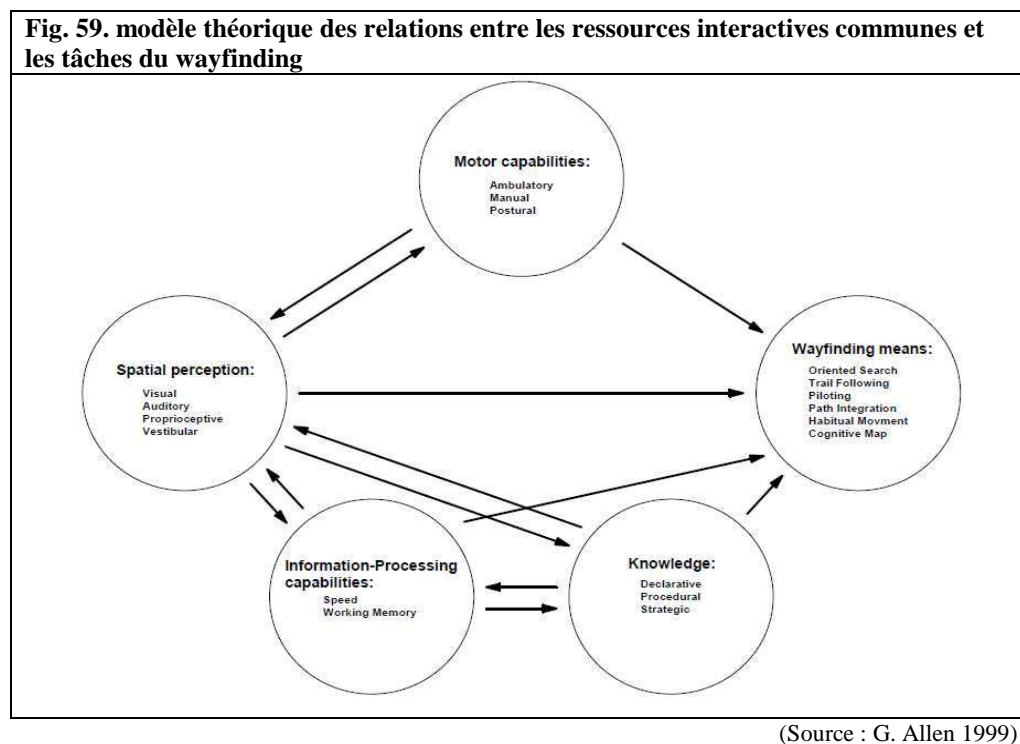 Fig. 59. modèle théorique des relations entre les ressources interactives communes et
les tâches du wayfinding
Motor capabilities:
Ambulatory
Manual
Postural
Spatial perception:
Visual
Auditory
Proprioceptive
Vestibular
Wayfinding means:
Oriented Search
Trail Following
Piloting
Path Integration
Habitual Movment
Cognitive Map
Information-Processing
capabilities:
Speed
Working Memory
Knowledge:
Declarative
Procedural
Strategic
(Source : G. Allen 1999)